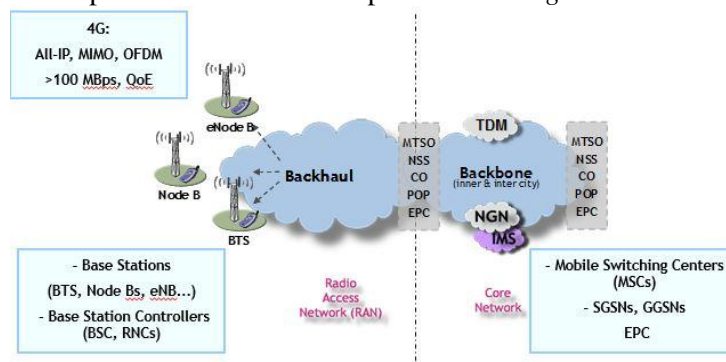 4G:
All-IP, MIMO, OFDM
>100 MBps, QoE
eNode B
Node B
BTS
Backhaul
MTSO
NSS
CO
POP
EPC
TDM
Backbone
(inner & inter city)
NGN
IMS
MTSO
NSS
CO
POP
EPC
- Base Stations
(BTS, Node Bs, eNB...)
- Base Station Controllers
(BSC, RNCs)
Radio
Access
Network (RAN)
Core
Network
- Mobile Switching Centers
(MSCs)
- SGSNs, GGSNs
EPC